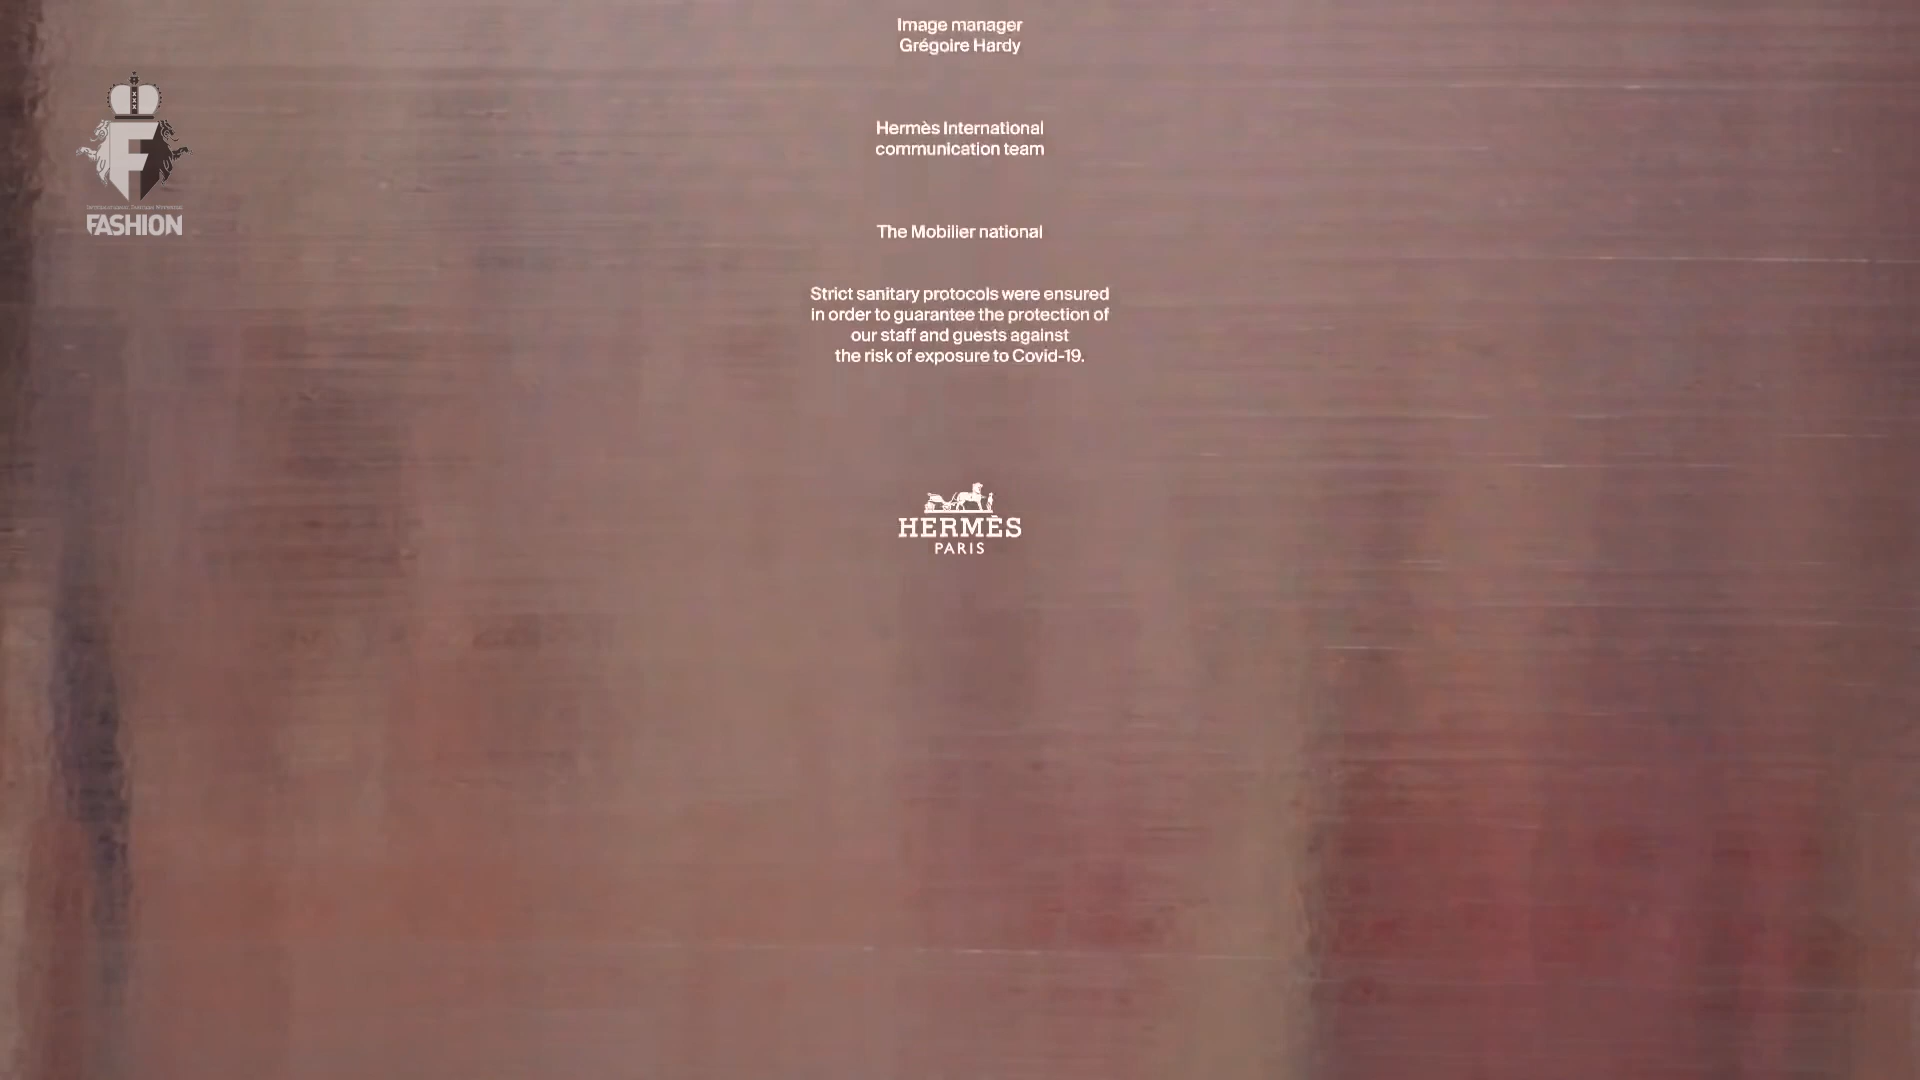 Image manager
Grégoire Hardy
Hermès International
communication team
The Mobilier national
Strict sanitary protocols were ensured
in order to guarantee the protection of
our staff and guests against
the risk of exposure to Covid-19.
HERMÈS
PARIS
F
FASHION